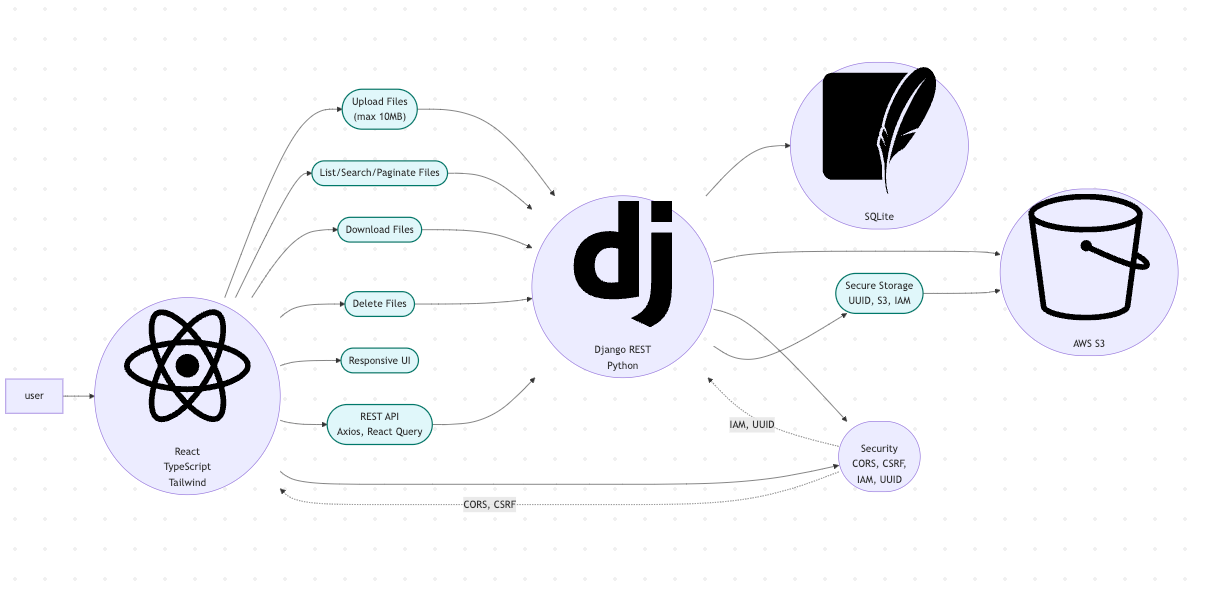 user
React
TypeScript
Tailwind
Upload Files
(max 10MB)
List/Search/Paginate Files
Download Files
Delete Files
Responsive UI
REST API
Axios, React Query
dj
Django REST
Python
SQLite
Secure Storage
UUID, S3, IAM
AWS S3
IAM, UUID
Security
CORS, CSRF,
IAM, UUID
CORS, CSRF